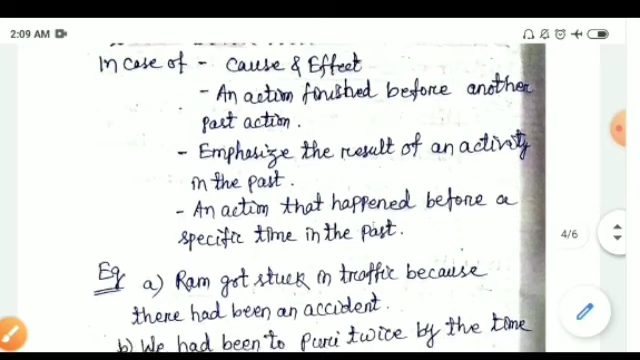 2:09 AM
In case of - Cause & Effect
- An action finished before another
past action.
- Emphasize the result of an activity
in the past.
- An action that happened before a
specific time in the past.
4/6
Eg a) Ram got stuck in traffic because
there had been an accident.
b) We had been to Puri twice by the time